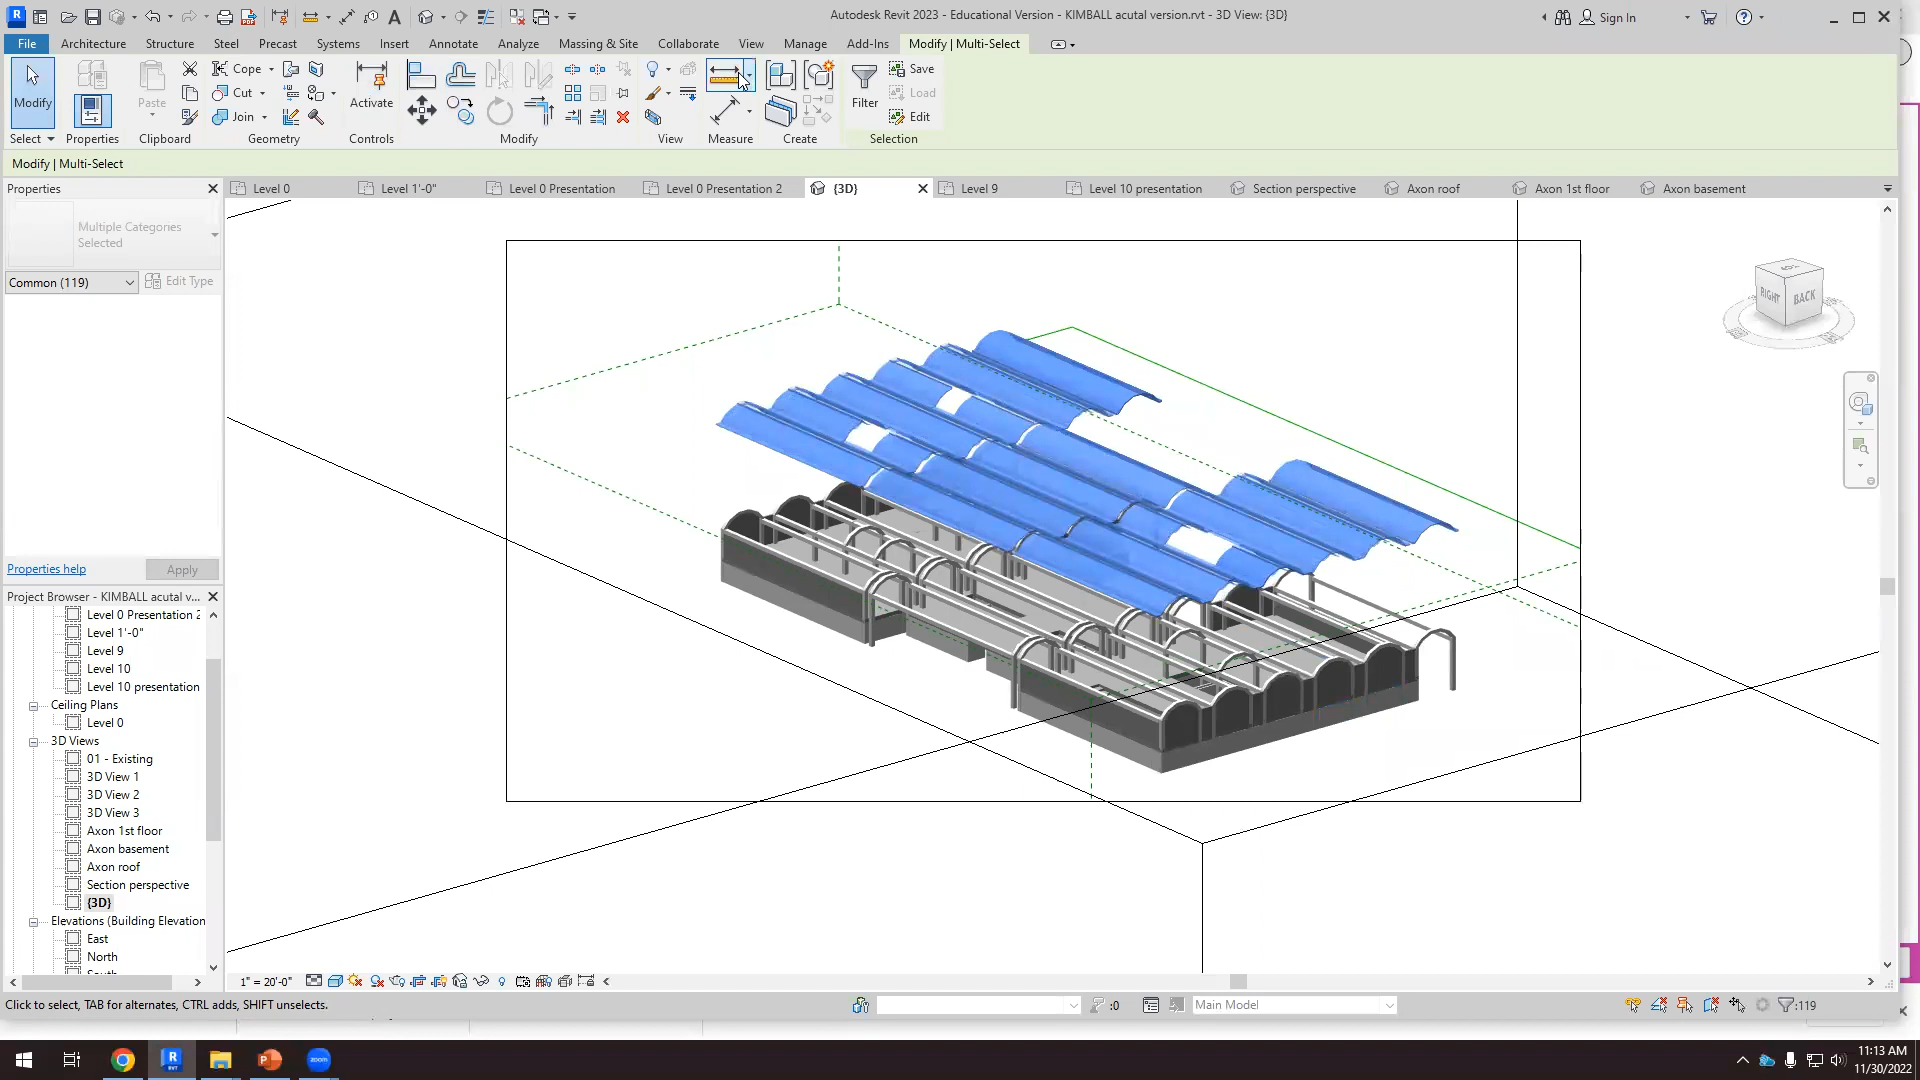 Autodesk Revit 2023 - Educational Version - KIMBALL acutal version.rvt - 3D View: {3D}
Sign In
File
Architecture
Structure
Steel
Precast
Systems
Insert
Annotate
Analyze
Massing & Site
Collaborate
View
Manage
Add-Ins
Modify | Multi-Select
Modify
Paste
Cope
Cut
Join
Activate
Filter
Save
Load
Edit
Select
Properties
Clipboard
Geometry
Controls
Modify
View
Measure
Create
Selection
Modify | Multi-Select
Properties
Level 0
Level 1'-0"
Level 0 Presentation
Level 0 Presentation 2
{3D}
Level 9
Level 10 presentation
Section perspective
Axon roof
Axon 1st floor
Axon basement
Multiple Categories
Selected
Common (119)
Edit Type
RIGHT
BACK
Properties help
Apply
Project Browser - KIMBALL acutal v...
Level 0 Presentation 2
Level 1'-0"
Level 9
Level 10
Level 10 presentation
Ceiling Plans
Level 0
3D Views
01 - Existing
3D View 1
3D View 2
3D View 3
Axon 1st floor
Axon basement
Axon roof
Section perspective
{3D}
Elevations (Building Elevation
East
North
1" = 20'-0"
Click to select, TAB for alternates, CTRL adds, SHIFT unselects.
:0
Main Model
:119
11:13 AM
11/30/2022